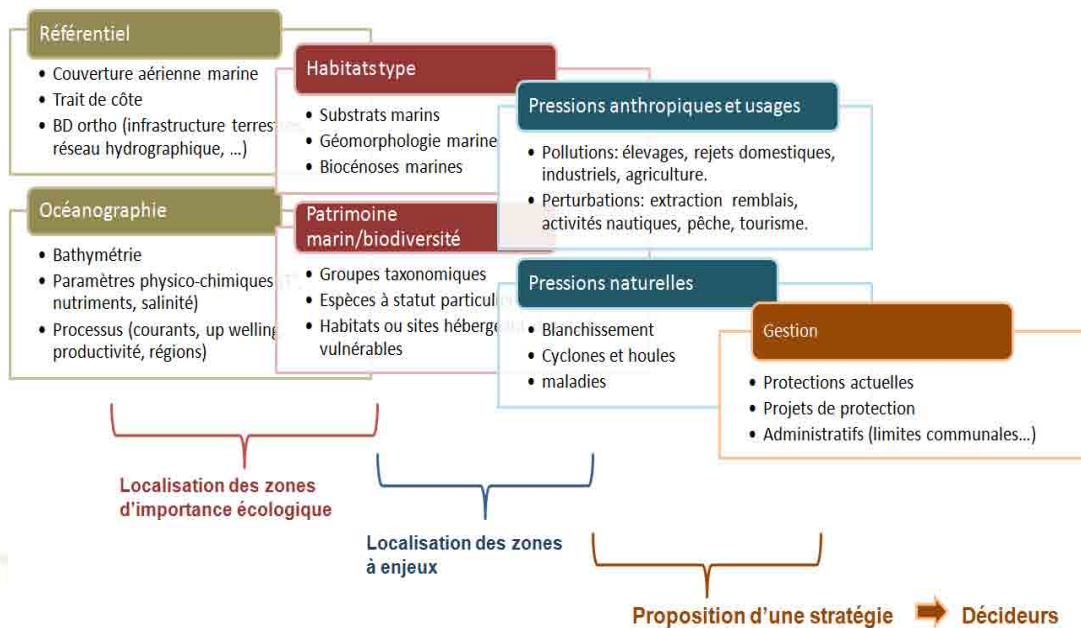 Référentiel
• Couverture aérienne marine
• Trait de côte
• BD ortho (infrastructure terrestres,
réseau hydrographique, ...)
Océanographie
• Bathymétrie
• Paramètres physico-chimiques (T°,
nutriments, salinité)
• Processus (courants, up welling,
productivité, régions)
Habitats type
• Substrats marins
• Géomorphologie marine
• Biocénoses marines
Patrimoine
marin/biodiversité
• Groupes taxonomiques
• Espèces à statut particulier
• Habitats ou sites
vulnérables
Pressions anthropiques et usages
• Pollutions: élevages, rejets domestiques,
industriels, agriculture.
• Perturbations: extraction remblais,
activités nautiques, pêche, tourisme.
Pressions naturelles
• Blanchissement
• Cyclones et houles
• maladies
Gestion
• Protections actuelles
• Projets de protection
• Administratifs (limites communales...)
Localisation des zones
d'importance écologique
Localisation des zones
à enjeux
Proposition d'une stratégie
Décideurs